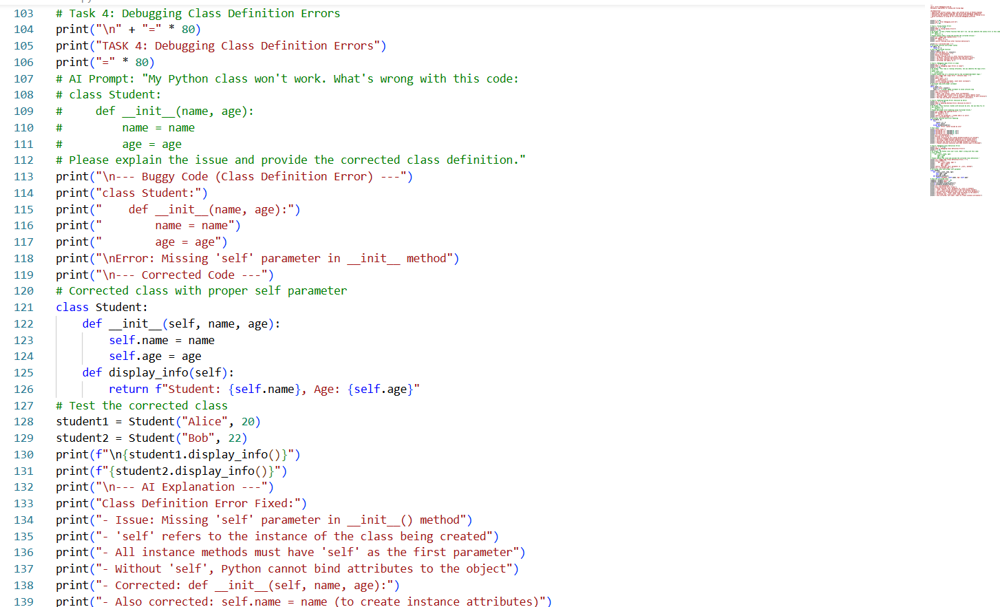 103 # Task 4: Debugging Class Definition Errors
104 print("\n" + "=" * 80)
105 print("TASK 4: Debugging Class Definition Errors")
106 print("=" * 80)
107 # AI Prompt: "My Python class won't work. What's wrong with this code:
108 # class Student:
109 #     def __init__(name, age):
110 #         name = name
111 #         age = age
112 # Please explain the issue and provide the corrected class definition."
113 print("\n--- Buggy Code (Class Definition Error) ---")
114 print("class Student:")
115 print("    def __init__(name, age):")
116 print("        name = name")
117 print("        age = age")
118 print("\nError: Missing 'self' parameter in __init__ method")
119 print("\n--- Corrected Code ---")
120 # Corrected class with proper self parameter
121 class Student:
122     def __init__(self, name, age):
123         self.name = name
124         self.age = age
125     def display_info(self):
126         return f"Student: {self.name}, Age: {self.age}"
127 # Test the corrected class
128 student1 = Student("Alice", 20)
129 student2 = Student("Bob", 22)
130 print(f"\n{student1.display_info()}")
131 print(f"{student2.display_info()}")
132 print("\n--- AI Explanation ---")
133 print("Class Definition Error Fixed:")
134 print("- Issue: Missing 'self' parameter in __init__() method")
135 print("- 'self' refers to the instance of the class being created")
136 print("- All instance methods must have 'self' as the first parameter")
137 print("- Without 'self', Python cannot bind attributes to the object")
138 print("- Corrected: def __init__(self, name, age):")
139 print("- Also corrected: self.name = name (to create instance attributes)")